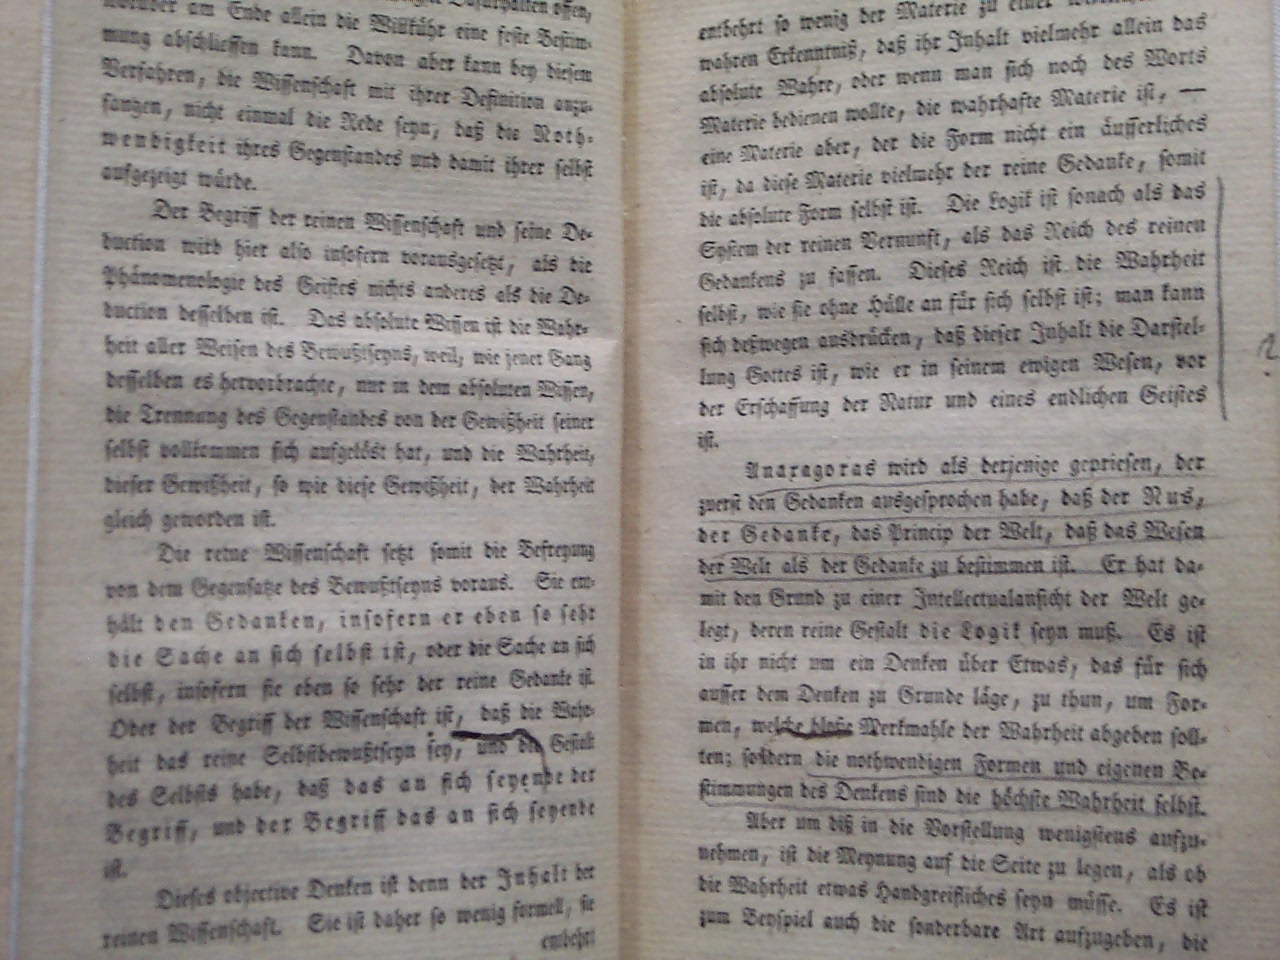 worüber am Ende allein die Willkühr eine feste Bestim-
mung abschliessen kann. Davon aber kann bey diesem
Verfahren, die Wissenschaft mit ihrer Definition anzu-
fangen, nicht einmal die Rede seyn, daß die Noth-
wendigkeit ihres Gegenstandes und damit ihrer selbst
aufgezeigt würde.
Der Begriff der reinen Wissenschaft und seine De-
duction wird hier also insofern vorausgesetzt, als die
Phänomenologie des Geistes nichts anderes als die De-
duction desselben ist. Das absolute Wissen ist die Wahr-
heit aller Weisen des Bewußtseyns, weil, wie jener Gang
desselben es hervorbrachte, nur in dem absoluten Wissen,
die Trennung des Gegenstandes von der Gewißheit seiner
selbst vollkommen sich aufgelöst hat, und die Wahrheit,
dieser Gewißheit, so wie diese Gewißheit, der Wahrheit
gleich geworden ist.
Die reine Wissenschaft setzt somit die Befreyung
von dem Gegensatze des Bewußtseyns voraus. Sie ent-
hält den Gedanken, insofern er eben so sehr
die Sache an sich selbst ist, oder die Sache an sich
selbst, insofern sie eben so sehr der reine Gedanke ist.
Oder der Begriff der Wissenschaft ist, daß die Wahr-
heit das reine Selbstbewußtseyn sey, und die Gestalt
des Selbsts habe, daß das an sich seyende der
Begriff, und der Begriff das an sich seyende
ist.
Dieses objective Denken ist denn der Inhalt der
reinen Wissenschaft. Sie ist daher so wenig formell, sie
entbehrt
entbehrt so wenig der Materie zu einer
wahren Erkenntniß, daß ihr Inhalt vielmehr allein das
absolute Wahre, oder wenn man sich noch des Worts
Materie bedienen wollte, die wahrhafte Materie ist, —
eine Materie aber, der die Form nicht ein äusserliches
ist, da diese Materie vielmehr der reine Gedanke, somit
die absolute Form selbst ist. Die Logik ist sonach als das
System der reinen Vernunft, als das Reich des reinen
Gedankens zu fassen. Dieses Reich ist die Wahrheit
selbst, wie sie ohne Hülle an für sich selbst ist; man kann
sich deßwegen ausdrücken, daß dieser Inhalt die Darstel-
lung Gottes ist, wie er in seinem ewigen Wesen, vor
der Erschaffung der Natur und eines endlichen Geistes
ist.
?
Anaxagoras wird als derjenige gepriesen, der
zuerst den Gedanken ausgesprochen habe, daß der Nus,
der Gedanke, das Princip der Welt, daß das Wesen
der Welt als der Gedanke zu bestimmen ist. Er hat da-
mit den Grund zu einer Intellectualansicht der Welt ge-
legt, deren reine Gestalt die Logik seyn muß. Es ist
in ihr nicht um ein Denken über Etwas, das für sich
ausser dem Denken zu Grunde läge, zu thun, um For-
men, welche bloße Merkmahle der Wahrheit abgeben soll-
ten; sondern die nothwendigen Formen und eigenen Be-
stimmungen des Denkens sind die höchste Wahrheit selbst.
Aber um diß in die Vorstellung wenigstens aufzu-
nehmen, ist die Meynung auf die Seite zu legen, als ob
die Wahrheit etwas Handgreifliches seyn müsse. Es ist
zum Beyspiel auch die sonderbare Art aufzugeben, die